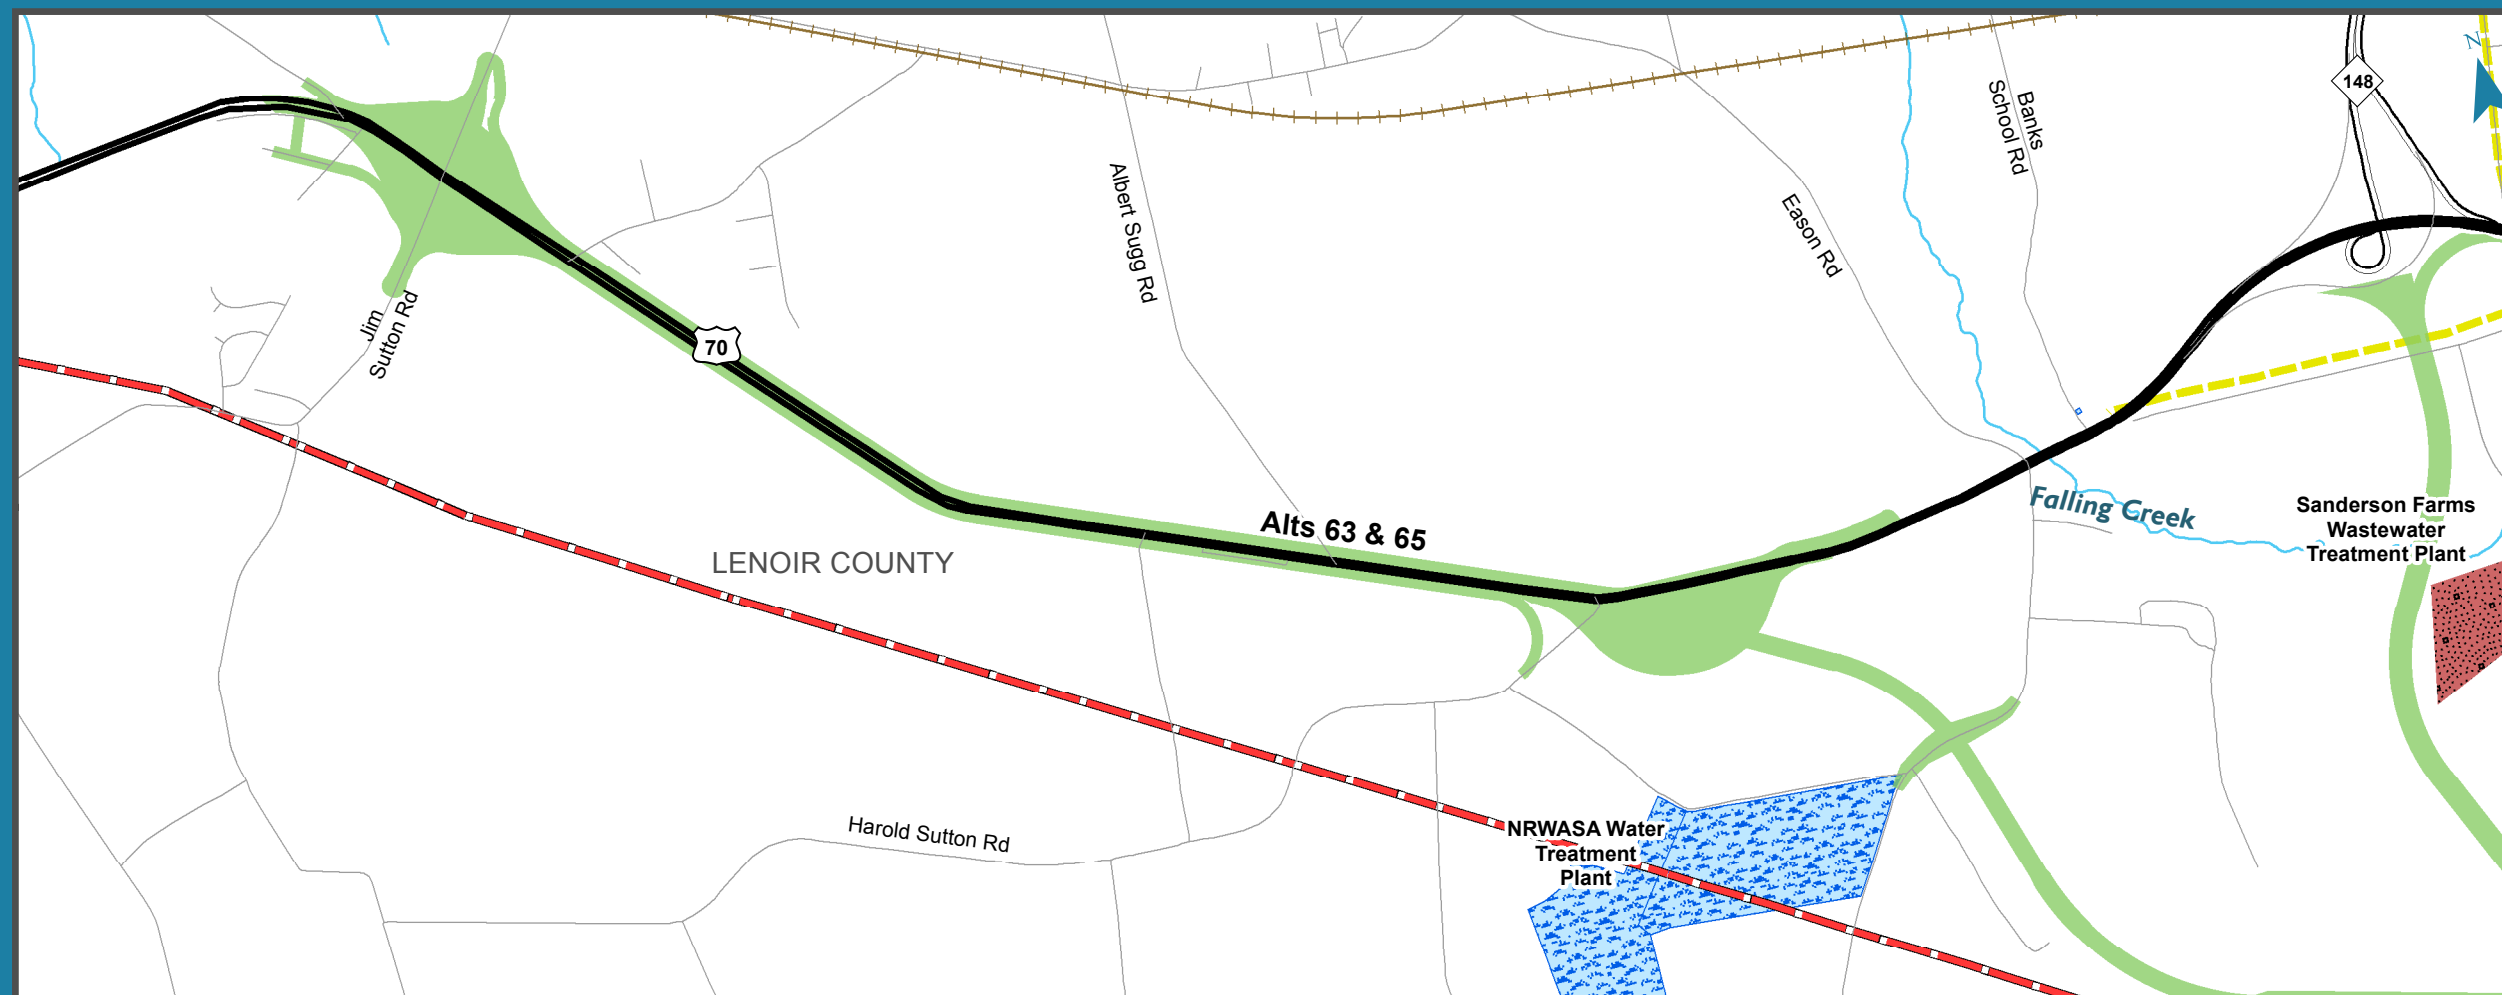 N
148
Banks
School Rd
Albert Sugg Rd
Eason Rd
Jim
Sutton Rd
70
Alts 63 & 65
Falling Creek
Sanderson Farms
Wastewater
Treatment Plant
LENOIR COUNTY
Harold Sutton Rd
NRWASA Water
Treatment
Plant